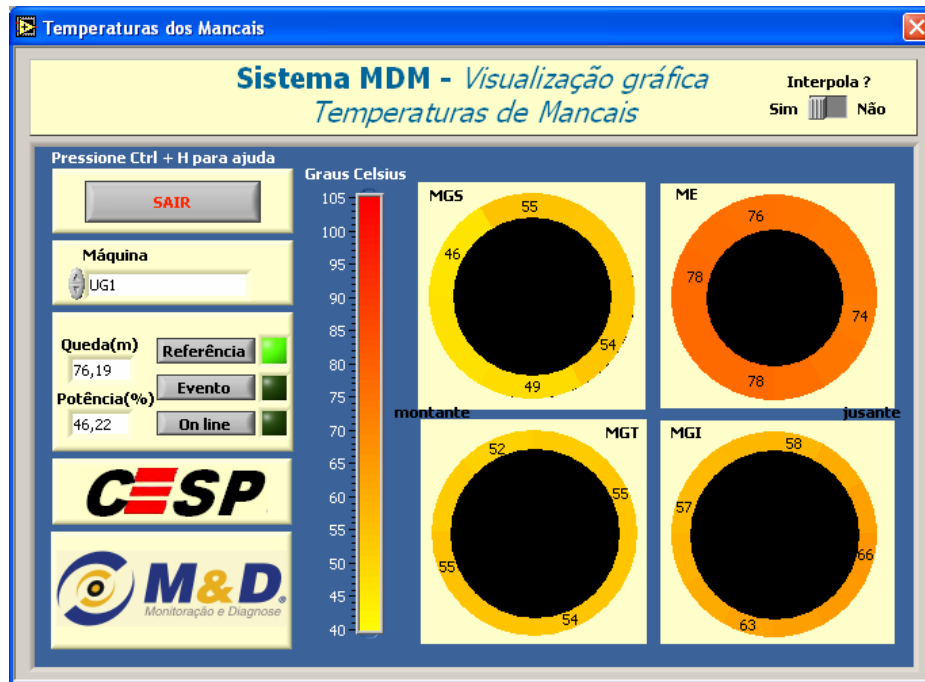 Temperaturas dos Mancais
Sistema MDM - Visualização gráfica
Temperaturas de Mancais
Interpola ?
Sim Não
Pressione Ctrl + H para ajuda
SAIR
Máquina
UG1
Queda(m)
76,19
Potência(%)
46,22
Referência
Evento
On line
CESP
M&D.
Monitoração e Diagnose
Graus Celsius
105
100
95
90
85
80
75
70
65
60
55
50
45
40
MGS
55
46
54
49
ME
76
78
74
78
montante
jusante
MGT
52
55
55
54
MGI
58
57
66
63